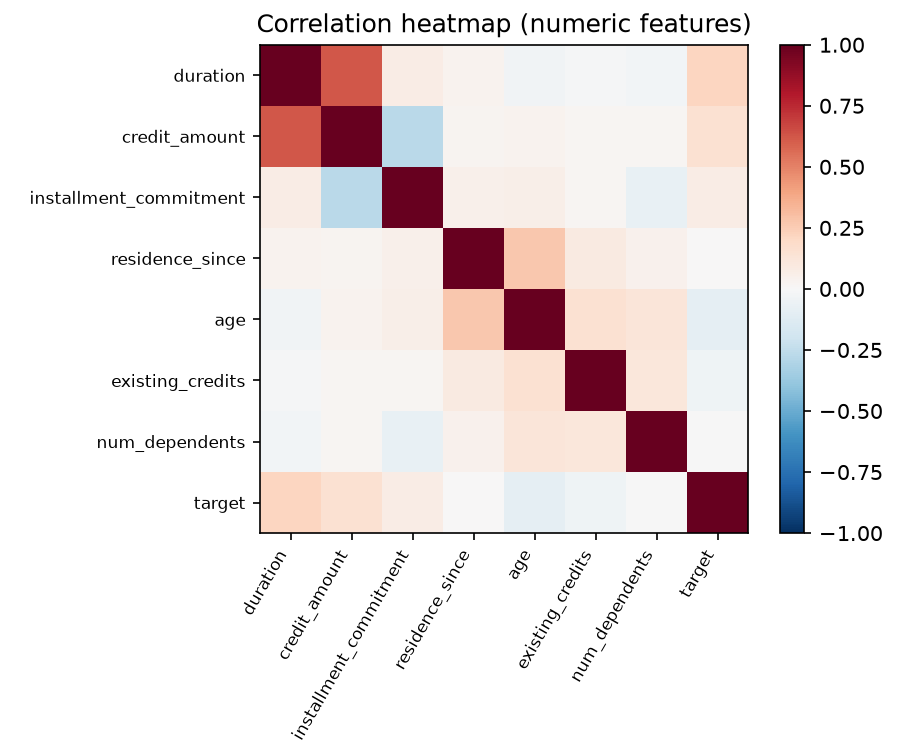 Correlation heatmap (numeric features)
duration
credit_amount
installment_commitment
residence_since
age
existing_credits
num_dependents
target
duration
credit_amount
installment_commitment
residence_since
age
existing_credits
num_dependents
target
1.00
0.75
0.50
0.25
0.00
−0.25
−0.50
−0.75
−1.00